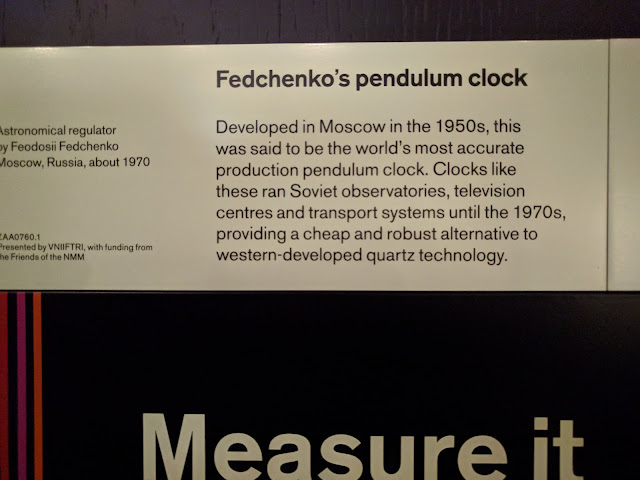 Fedchenko's pendulum clock
Astronomical regulator
by Feodosii Fedchenko
Moscow, Russia, about 1970
ZAA0760.1
Presented by VNIIFTRI, with funding from
the Friends of the NMM
Developed in Moscow in the 1950s, this
was said to be the world's most accurate
production pendulum clock. Clocks like
these ran Soviet observatories, television
centres and transport systems until the 1970s,
providing a cheap and robust alternative to
western-developed quartz technology.
Measure it